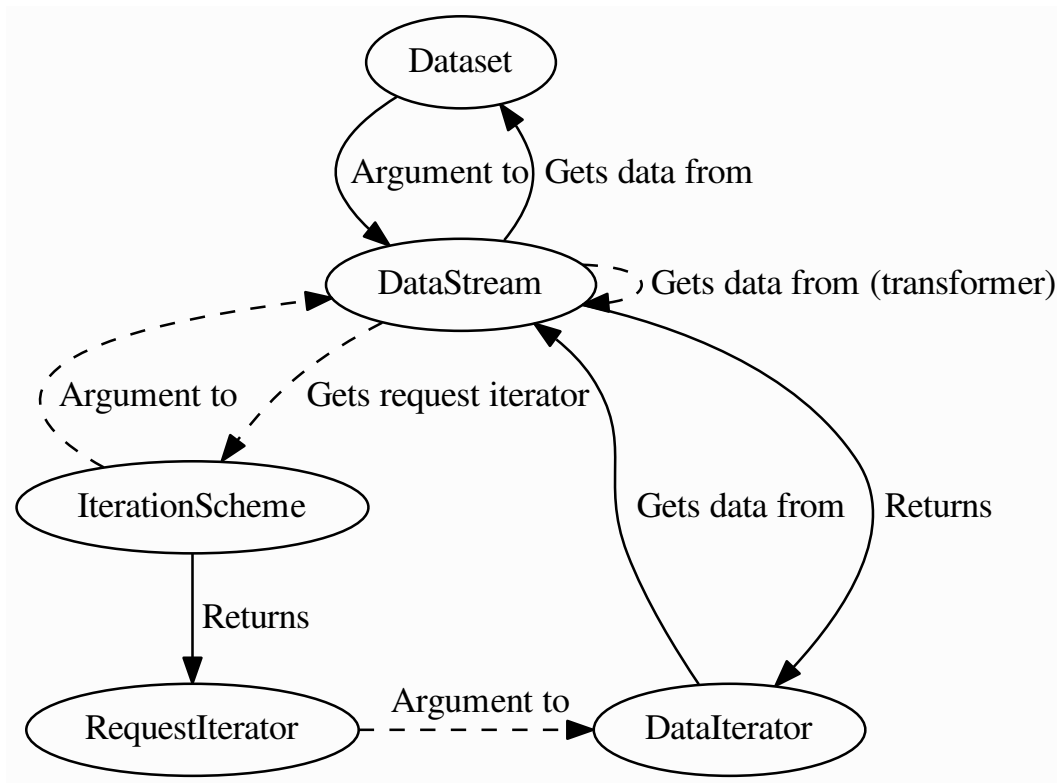 Dataset
Argument to
Gets data from
DataStream
Gets data from (transformer)
Argument to
Gets request iterator
IterationScheme
Gets data from
Returns
Returns
Argument to
RequestIterator
DataIterator